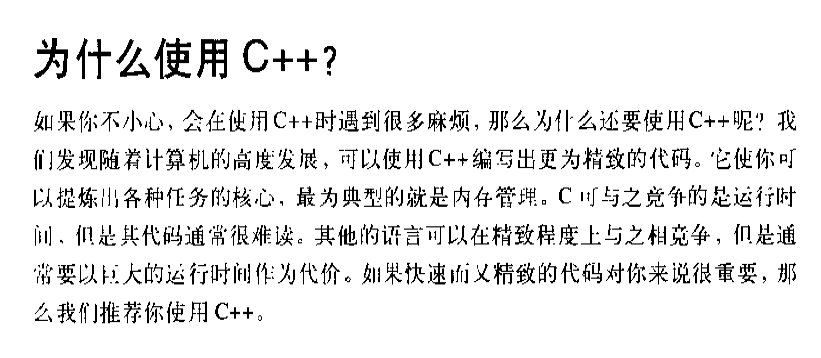 为什么使用 C++?
如果你不小心，会在使用C++时遇到很多麻烦，那么为什么还要使用C++呢？我
们发现随着计算机的高度发展，可以使用C++编写出更为精致的代码。它使你可
以提炼出各种任务的核心，最为典型的就是内存管理。C 可与之竞争的是运行时
间，但是其代码通常很难读。其他的语言可以在精致程度上与之相竞争，但是通
常要以巨大的运行时间作为代价。如果快速而又精致的代码对你来说很重要，那
么我们推荐你使用 C++。